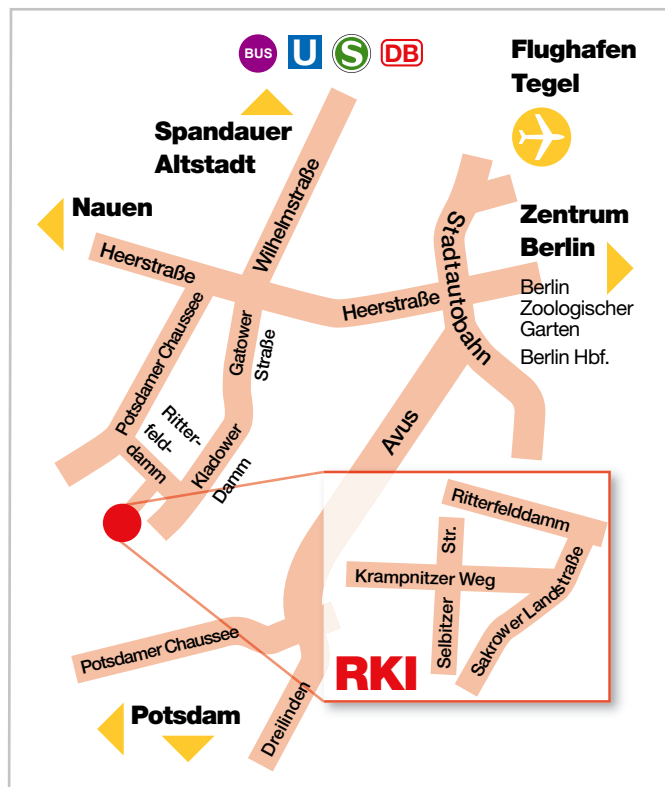 BUS U S DB
Flughafen
Tegel
Spandauer
Altstadt
Nauen
Wilhelmstraße
Stadtautobahn
Zentrum
Berlin
Berlin
Zoologischer
Garten
Berlin Hbf.
Heerstraße
Heerstraße
Potsdamer Chaussee
Gatower
Straße
Ritter-
feld-
damm
Kladower
Damm
Avus
Ritterfelddamm
Selbitzer Str.
Krampnitzer Weg
Sakrower Landstraße
RKI
Potsdamer Chaussee
Dreilinden
Potsdam